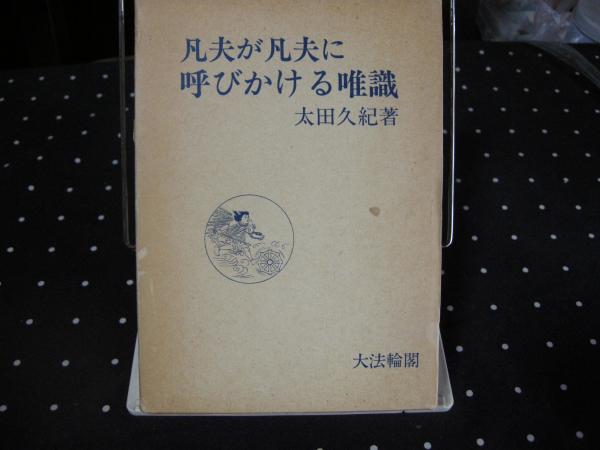 凡夫が凡夫に
呼びかける唯識
太田久紀著
大法輪閣